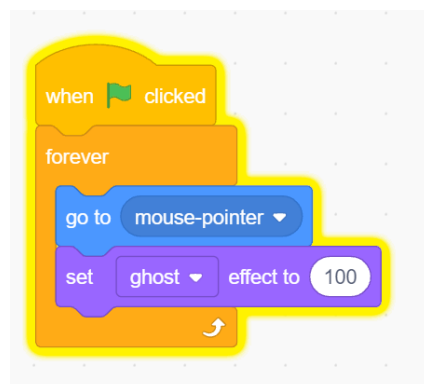 when clicked
forever
go to mouse-pointer
set ghost effect to 100